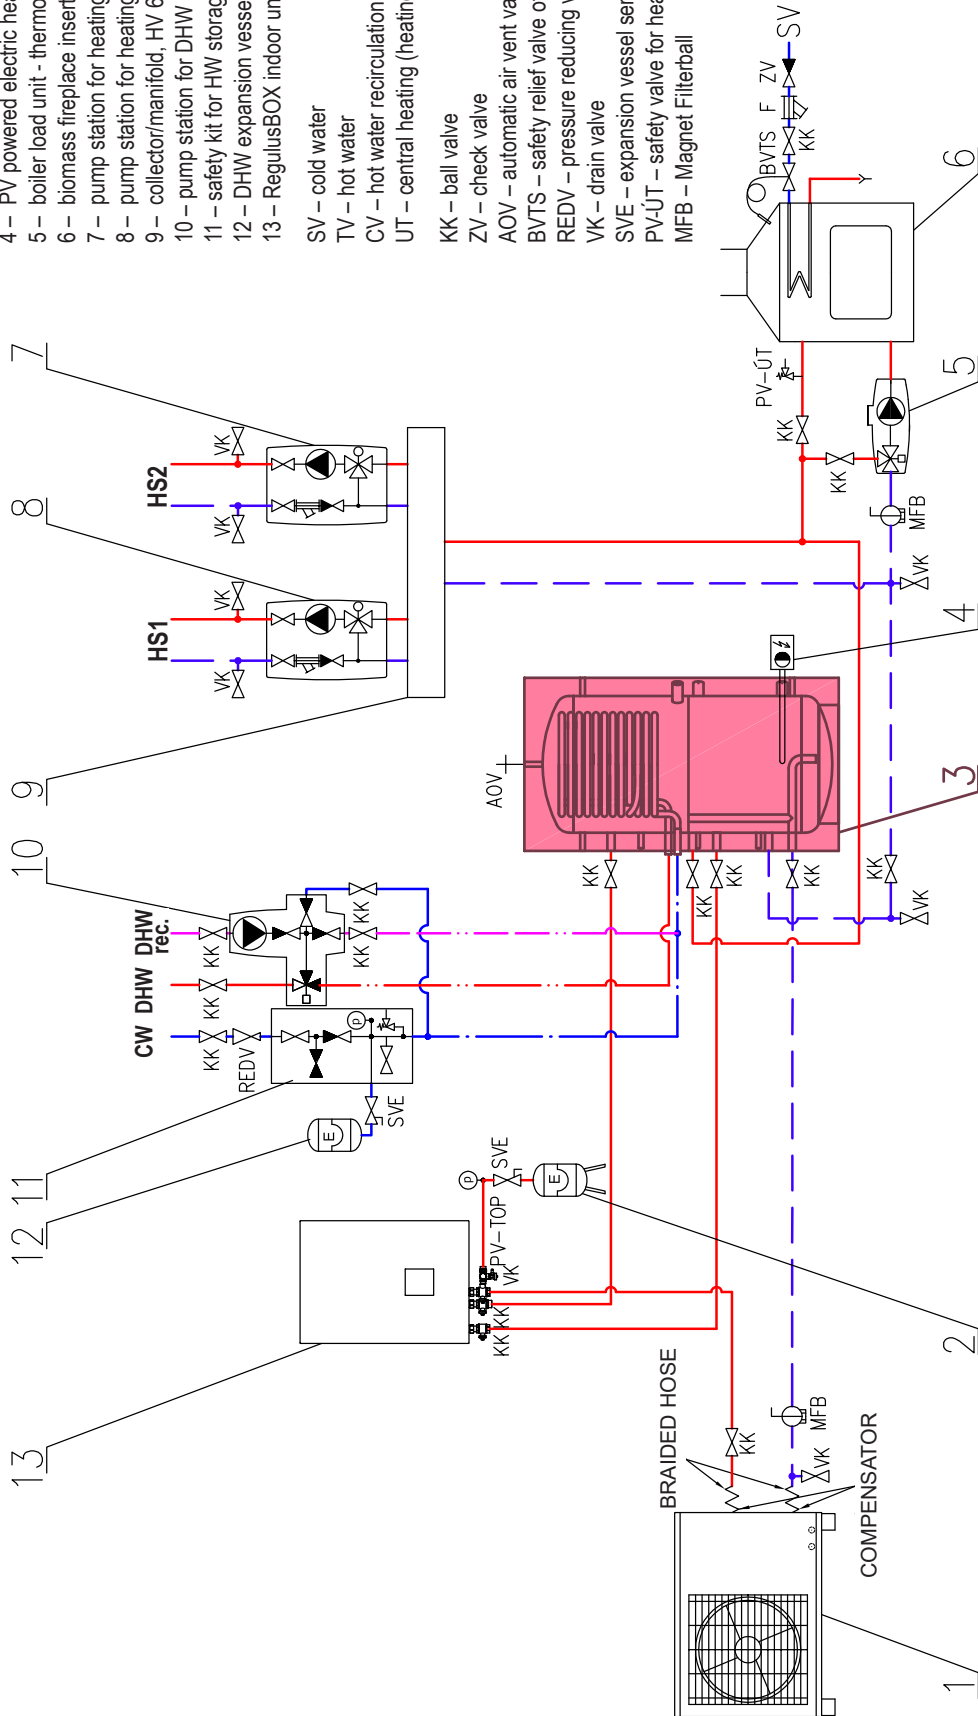 4 – PV powered electric hea
5 – boiler load unit - thermo
6 – biomass fireplace insert
7 – pump station for heating
8 – pump station for heating
9 – collector/manifold, HV 6
10 – pump station for DHW
11 – safety kit for HW storag
12 – DHW expansion vesse
13 – RegulusBOX indoor un
SV – cold water
TV – hot water
CV – hot water recirculation
UT – central heating (heating
KK – ball valve
ZV – check valve
AOV – automatic air vent va
BVTS – safety relief valve o
REDV – pressure reducing v
VK – drain valve
SVE – expansion vessel ser
PV-ÚT – safety valve for hea
MFB – Magnet Filterball
13
12
11
10
9
8
7
CW DHW DHW rec.
HS1
HS2
VK
VK
VK
VK
KK
KK
KK
REDV
KK
KK
p
E
SVE
p
SVE
E
PV–TOP
VK
KK KK
AOV
KK
KK
KK
KK
KK
VK
VK
MFB
KK
KK
PV–ÚT
BVTS
F
ZV
SV
KK
BRAIDED HOSE
KK
MFB
VK
COMPENSATOR
1
2
3
4
5
6